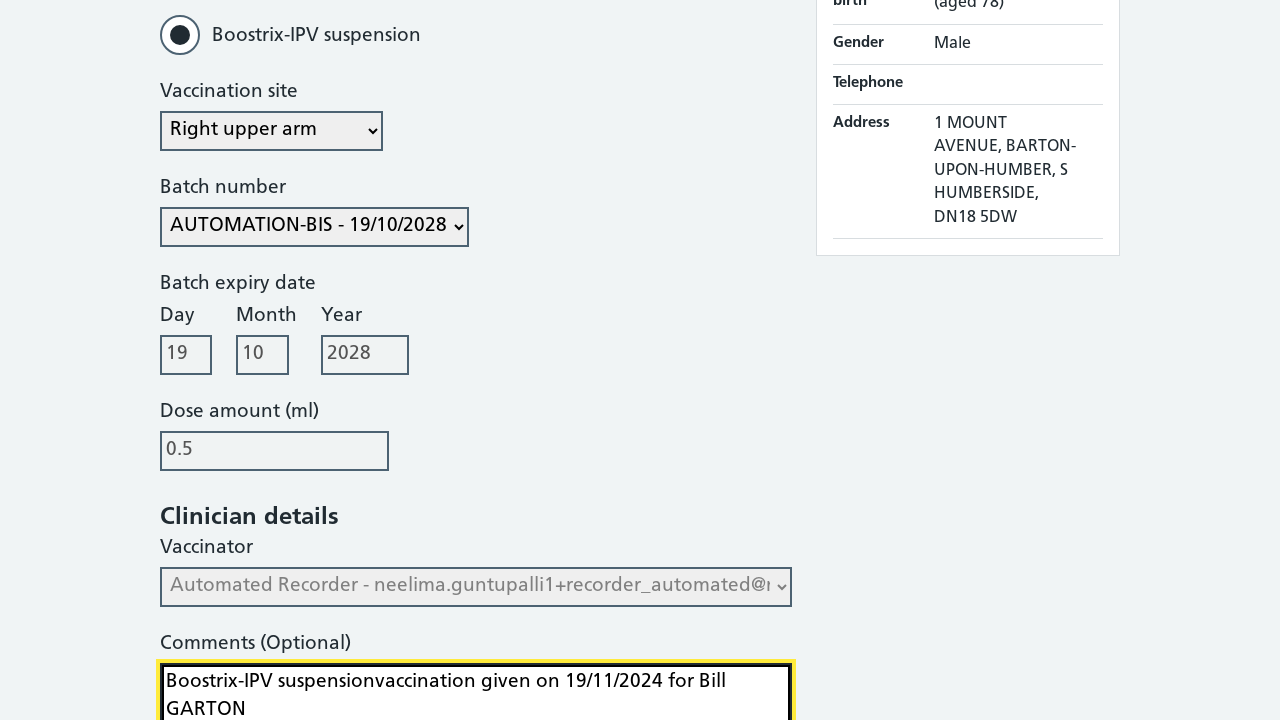 Boostrix-IPV suspension
Vaccination site
Right upper arm
Batch number
AUTOMATION-BIS - 19/10/2028
Batch expiry date
Day Month Year
19 10 2028
Dose amount (ml)
0.5
Clinician details
Vaccinator
Automated Recorder - neelima.guntupalli1+recorder_automated@
Comments (Optional)
Boostrix-IPV suspensionvaccination given on 19/11/2024 for Bill
GARTON
birth (aged 78)
Gender Male
Telephone
Address 1 MOUNT
AVENUE, BARTON-
UPON-HUMBER, S
HUMBERSIDE,
DN18 5DW